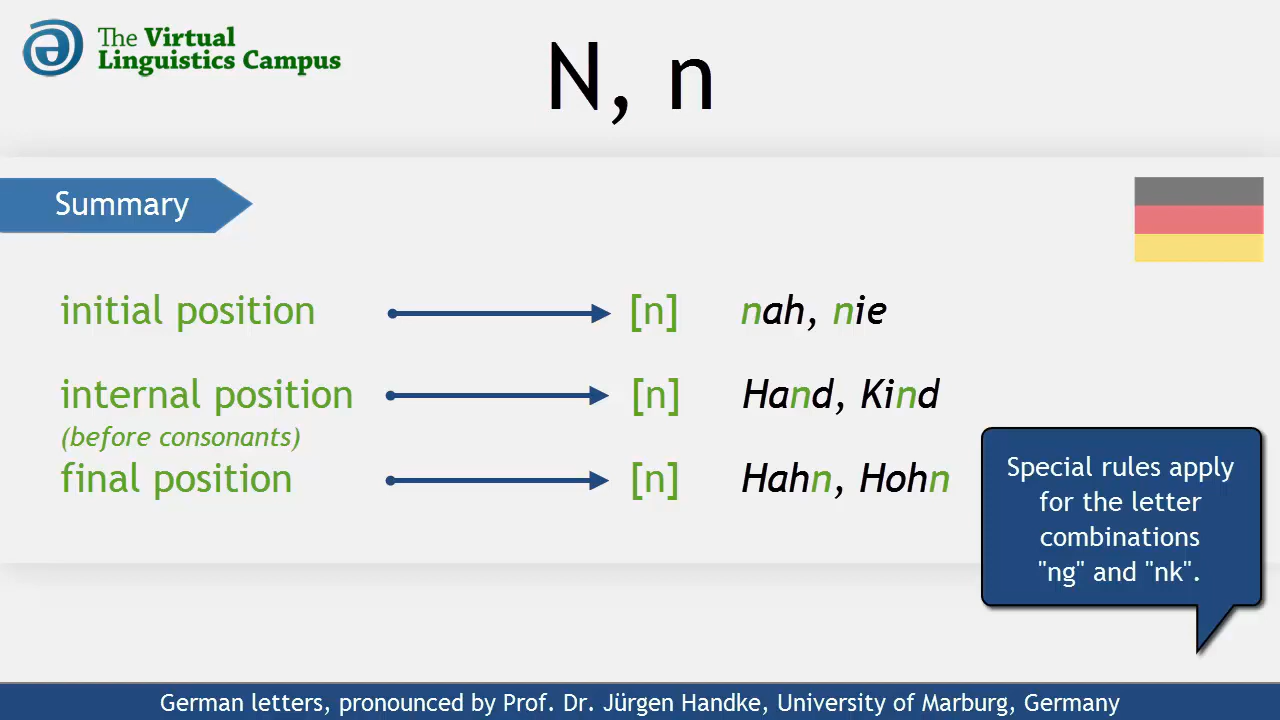 The Virtual
Linguistics Campus
N, n
Summary
initial position [n] nah, nie
internal position [n] Hand, Kind
(before consonants)
final position [n] Hahn, Hohn
Special rules apply
for the letter
combinations
"ng" and "nk".
German letters, pronounced by Prof. Dr. Jürgen Handke, University of Marburg, Germany